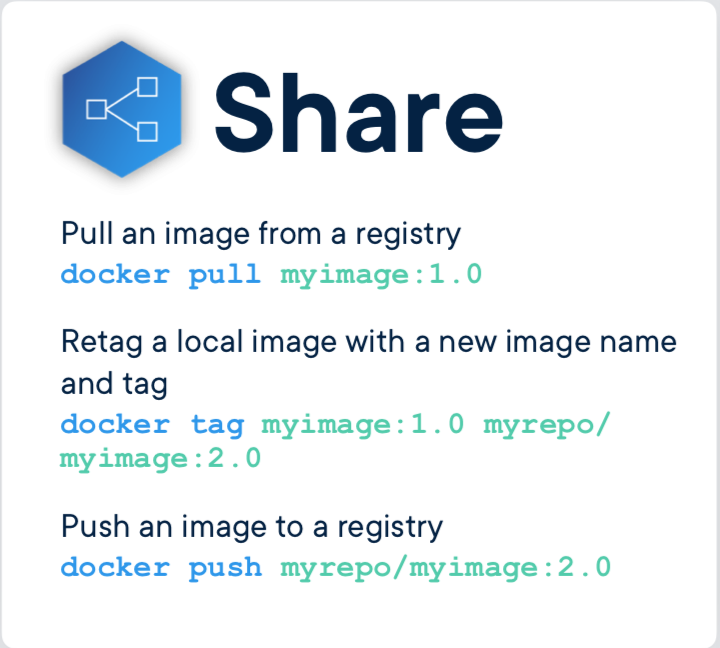 Share
Pull an image from a registry
docker pull myimage:1.0
Retag a local image with a new image name
and tag
docker tag myimage:1.0 myrepo/
myimage:2.0
Push an image to a registry
docker push myrepo/myimage:2.0